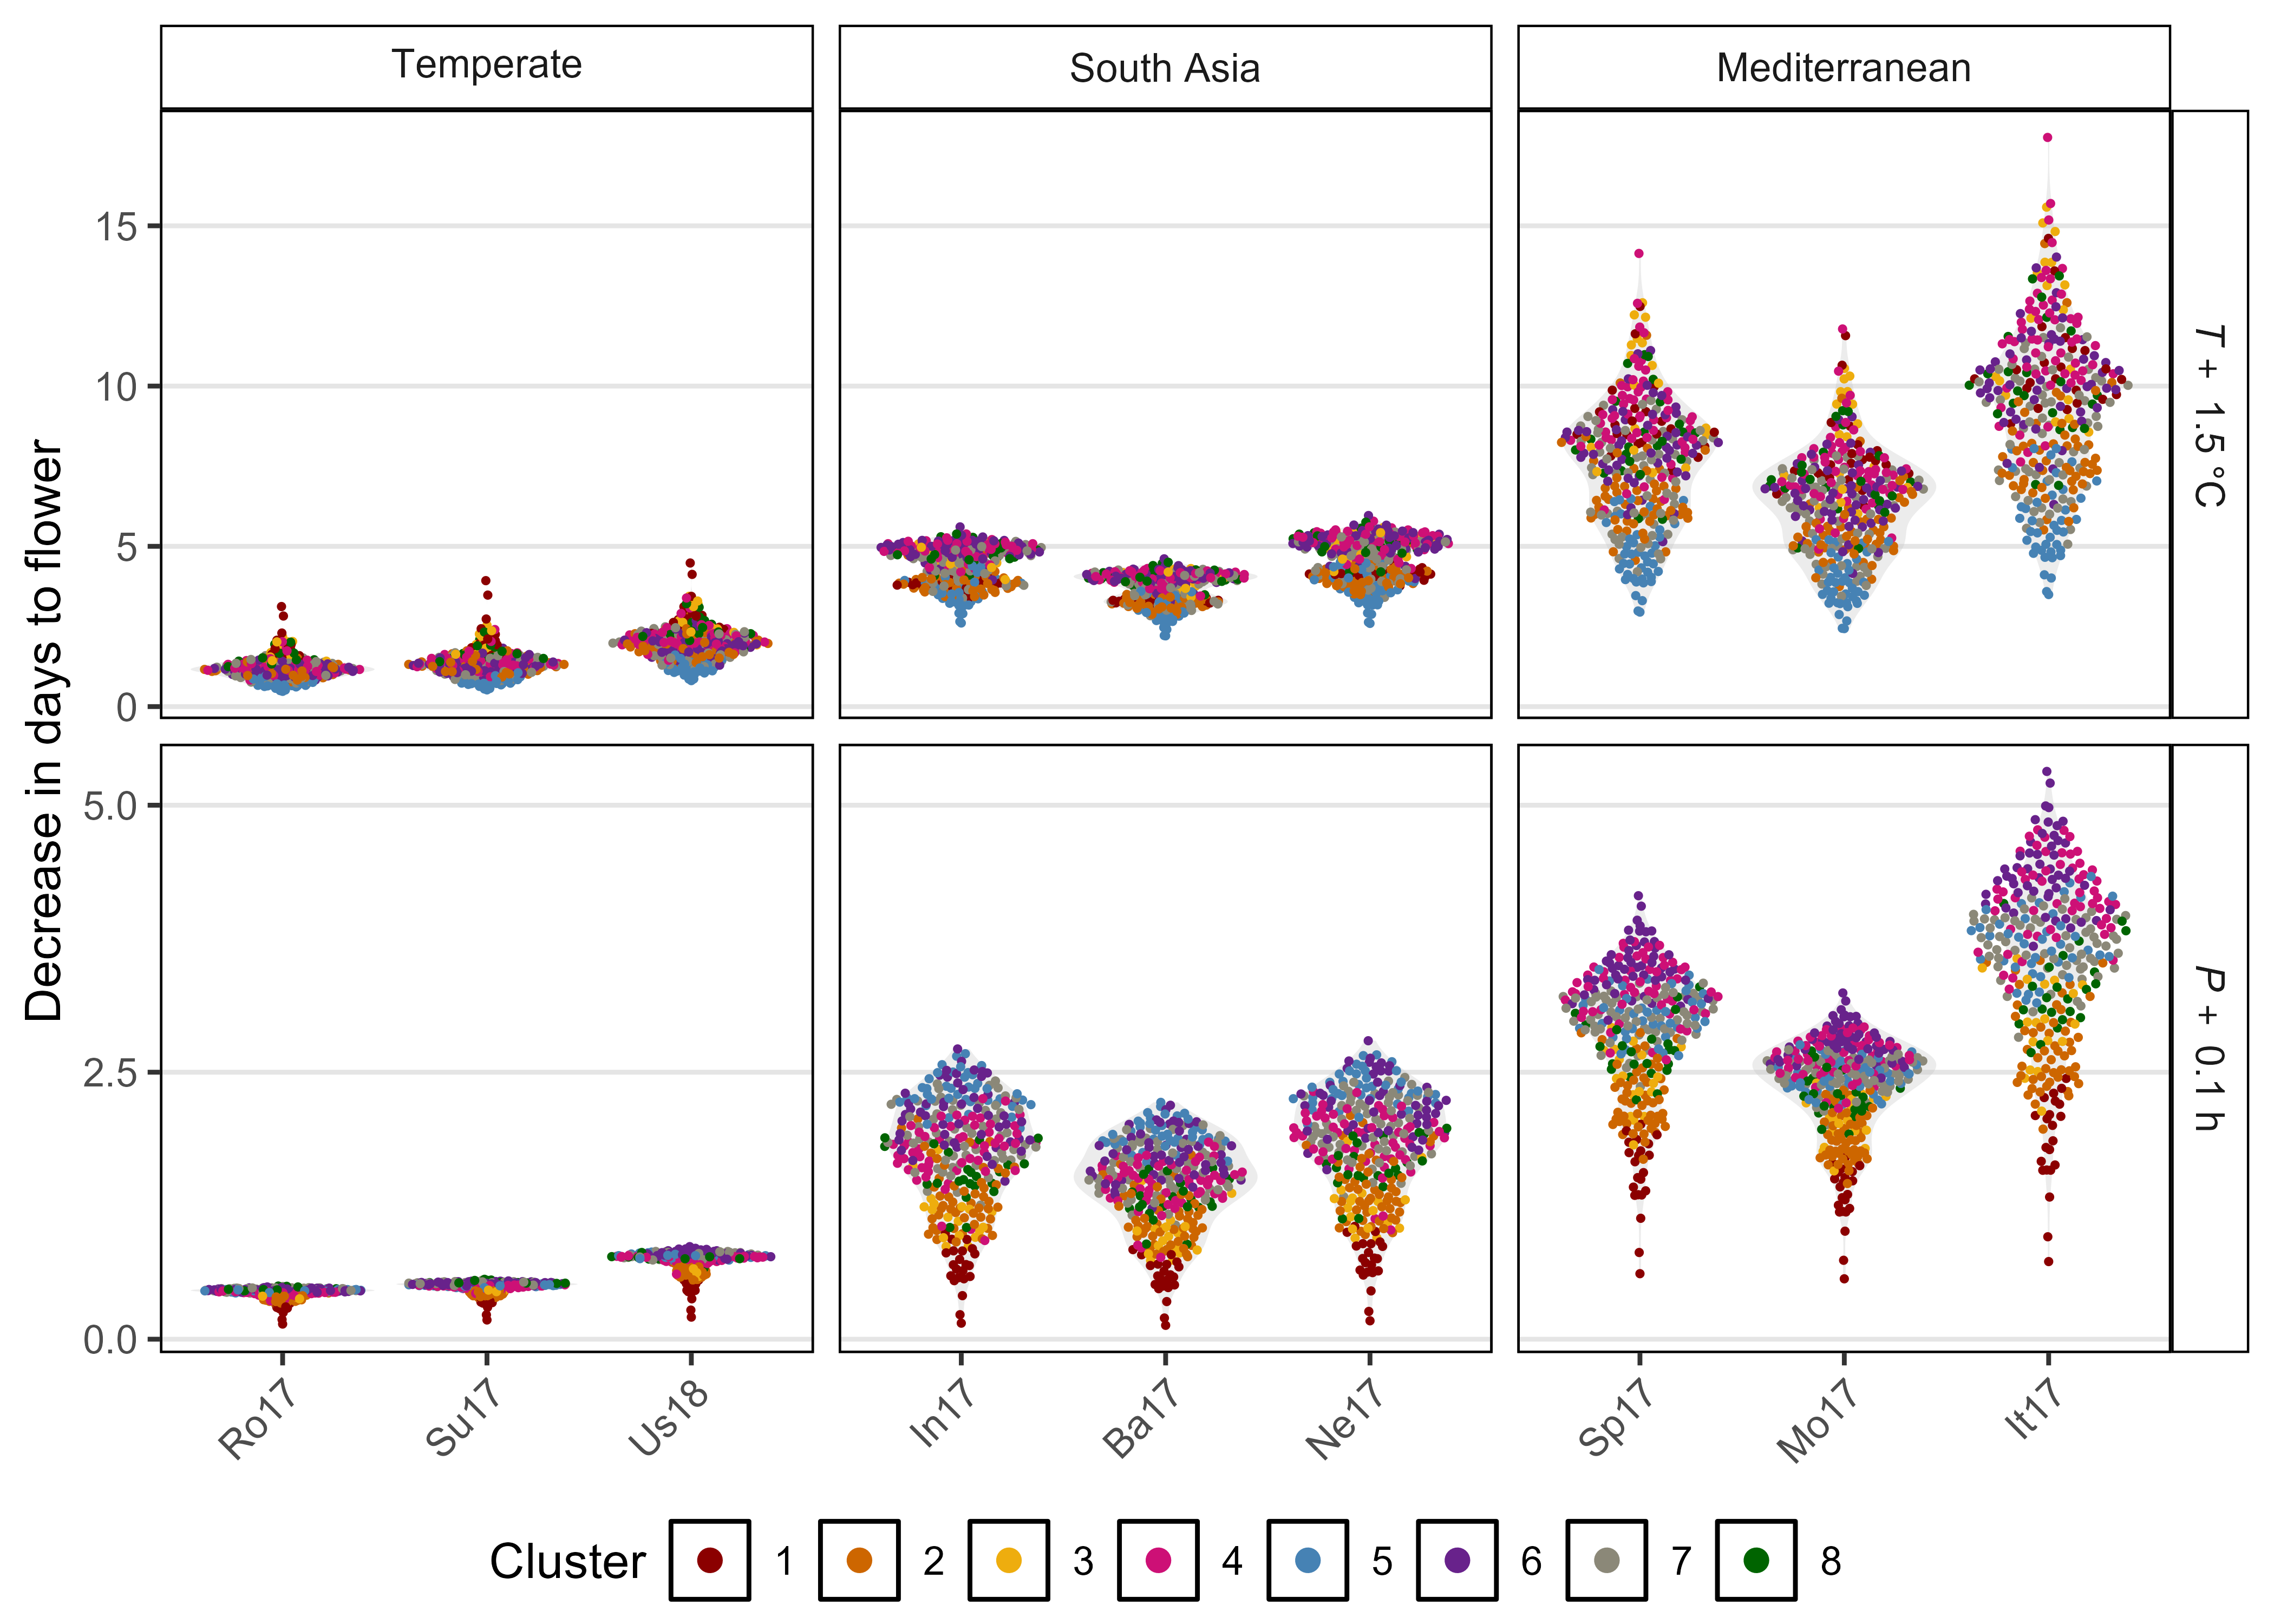 Temperate
South Asia
Mediterranean
Decrease in days to flower
15
10
5
0
T + 1.5 °C
5.0
2.5
0.0
P + 0.1 h
Ro17
Su17
Us18
In17
Ba17
Ne17
Sp17
Mo17
It17
Cluster 1 2 3 4 5 6 7 8